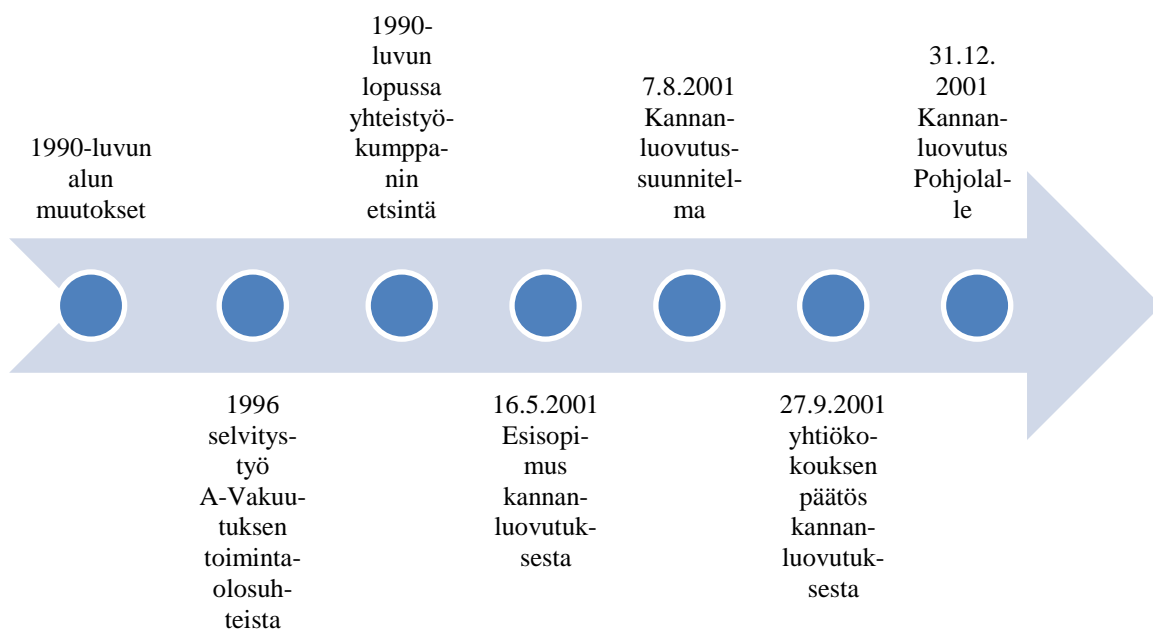 1990-luvun
alun
muutokset
1996
selvitys-
työ
A-Vakuu-
tuksen
toiminta-
olosuh-
teista
1990-
luvun
lopussa
yhteistyö-
kumppa-
nin
etsintä
16.5.2001
Esisopi-
mus
kannan-
luovutuk-
sesta
7.8.2001
Kannan-
luovutus-
suunnitel-
ma
27.9.2001
yhtiöko-
kouksen
päätös
kannan-
luovutuk-
sesta
31.12.
2001
Kannan-
luovutus
Pohjolal-
le